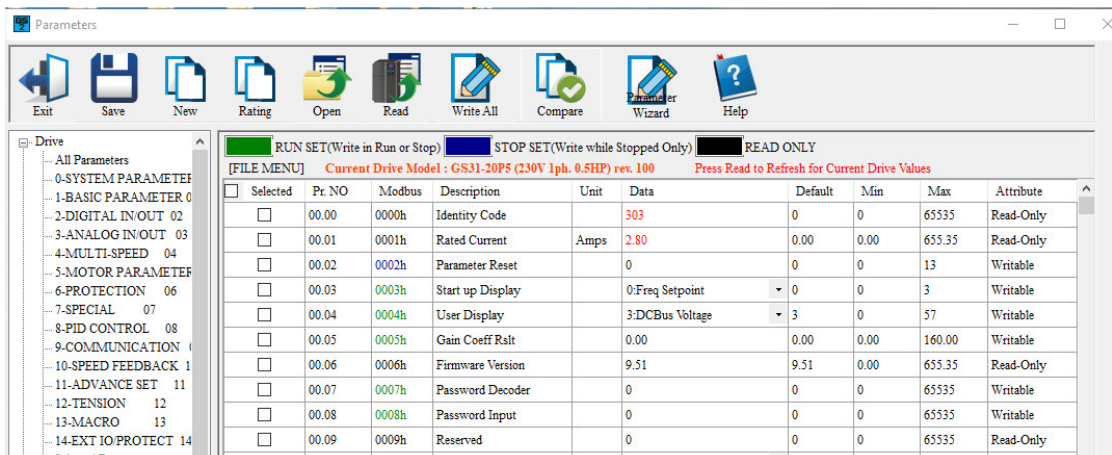 GS 2 Parameters
Exit Save New Rating Open Read Write All Compare Parameter Wizard Help
Drive
All Parameters
0-SYSTEM PARAMETER
1-BASIC PARAMETER 0
2-DIGITAL IN/OUT 02
3-ANALOG IN/OUT 03
4-MULTI-SPEED 04
5-MOTOR PARAMETER
6-PROTECTION 06
7-SPECIAL 07
8-PID CONTROL 08
9-COMMUNICATION
10-SPEED FEEDBACK 1
11-ADVANCE SET 11
12-TENSION 12
13-MACRO 13
14-EXT IO/PROTECT 14
RUN SET(Write in Run or Stop) STOP SET(Write while Stopped Only) READ ONLY
[FILE MENU] Current Drive Model : GS31-20P5 (230V 1ph. 0.5HP) rev. 100 Press Read to Refresh for Current Drive Values
Selected Pr. NO Modbus Description Unit Data Default Min Max Attribute
00.00 0000h Identity Code 303 0 0 65535 Read-Only
00.01 0001h Rated Current Amps 2.80 0.00 0.00 655.35 Read-Only
00.02 0002h Parameter Reset 0 0 0 13 Writable
00.03 0003h Start up Display 0:Freq Setpoint 0 0 3 Writable
00.04 0004h User Display 3:DCBus Voltage 3 0 57 Writable
00.05 0005h Gain Coeff Rslt 0.00 0.00 0.00 160.00 Writable
00.06 0006h Firmware Version 9.51 9.51 0.00 655.35 Read-Only
00.07 0007h Password Decoder 0 0 0 65535 Writable
00.08 0008h Password Input 0 0 0 65535 Writable
00.09 0009h Reserved 0 0 0 65535 Read-Only